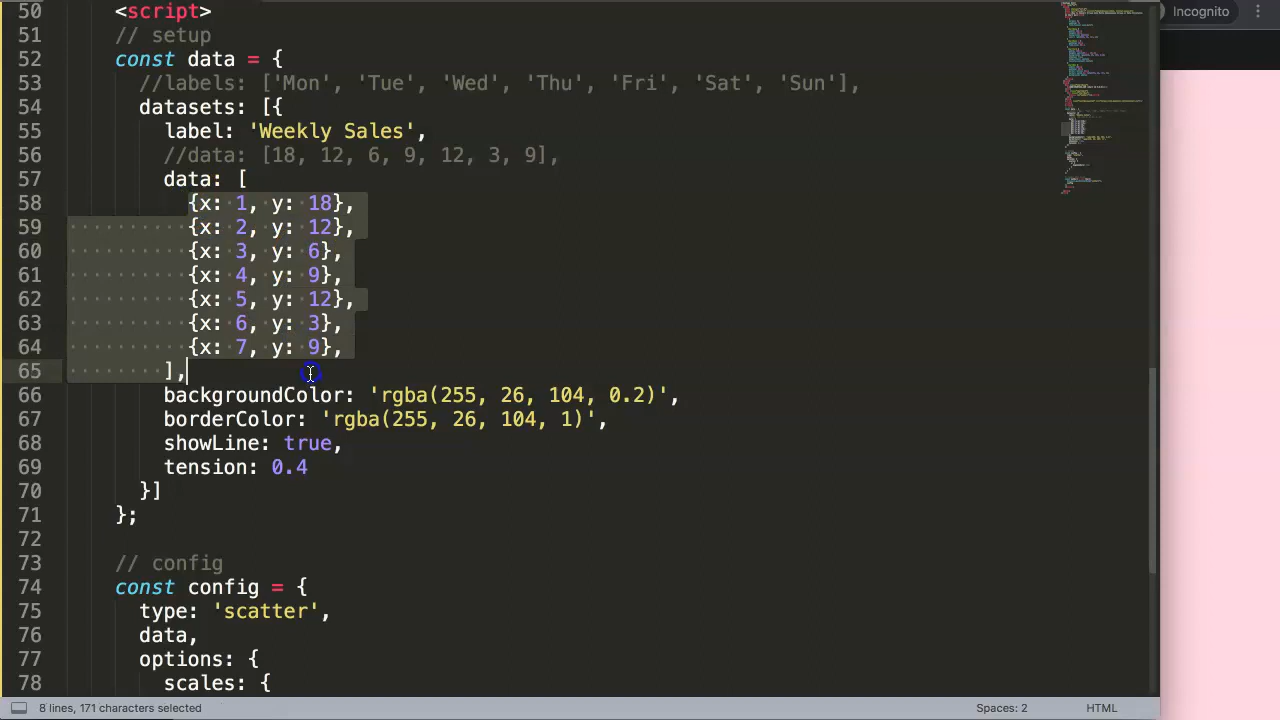 Incognito
50 <script>
51 // setup
52 const data = {
53 //labels: ['Mon', 'Tue', 'Wed', 'Thu', 'Fri', 'Sat', 'Sun'],
54 datasets: [{
55 label: 'Weekly Sales',
56 //data: [18, 12, 6, 9, 12, 3, 9],
57 data: [
58 {x: 1, y: 18},
59 {x: 2, y: 12},
60 {x: 3, y: 6},
61 {x: 4, y: 9},
62 {x: 5, y: 12},
63 {x: 6, y: 3},
64 {x: 7, y: 9},
65 ],
66 backgroundColor: 'rgba(255, 26, 104, 0.2)',
67 borderColor: 'rgba(255, 26, 104, 1)',
68 showLine: true,
69 tension: 0.4
70 }]
71 };
72
73 // config
74 const config = {
75 type: 'scatter',
76 data,
77 options: {
78 scales: {
8 lines, 171 characters selected
Spaces: 2
HTML